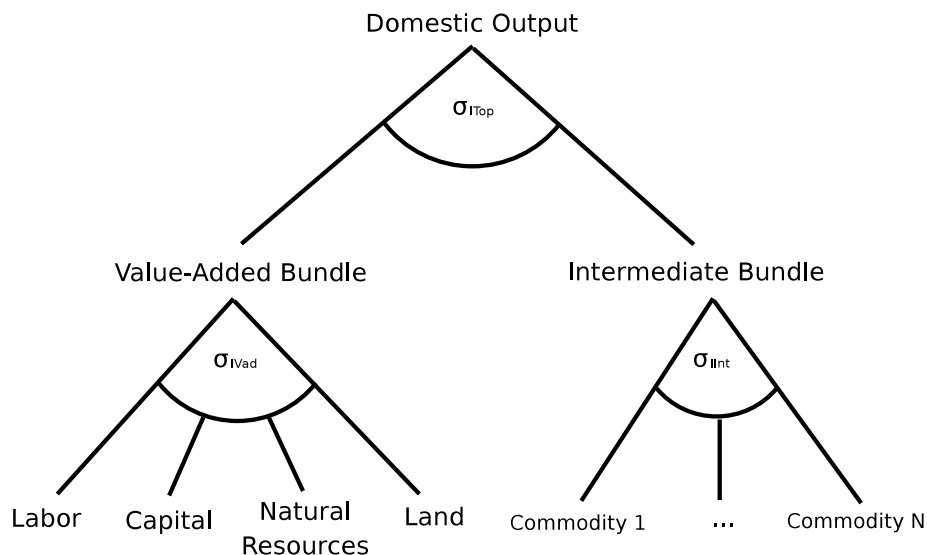 Domestic Output
σITop
Value-Added Bundle
Intermediate Bundle
σIVad
σIInt
Labor
Capital
Natural
Resources
Land
Commodity 1
...
Commodity N